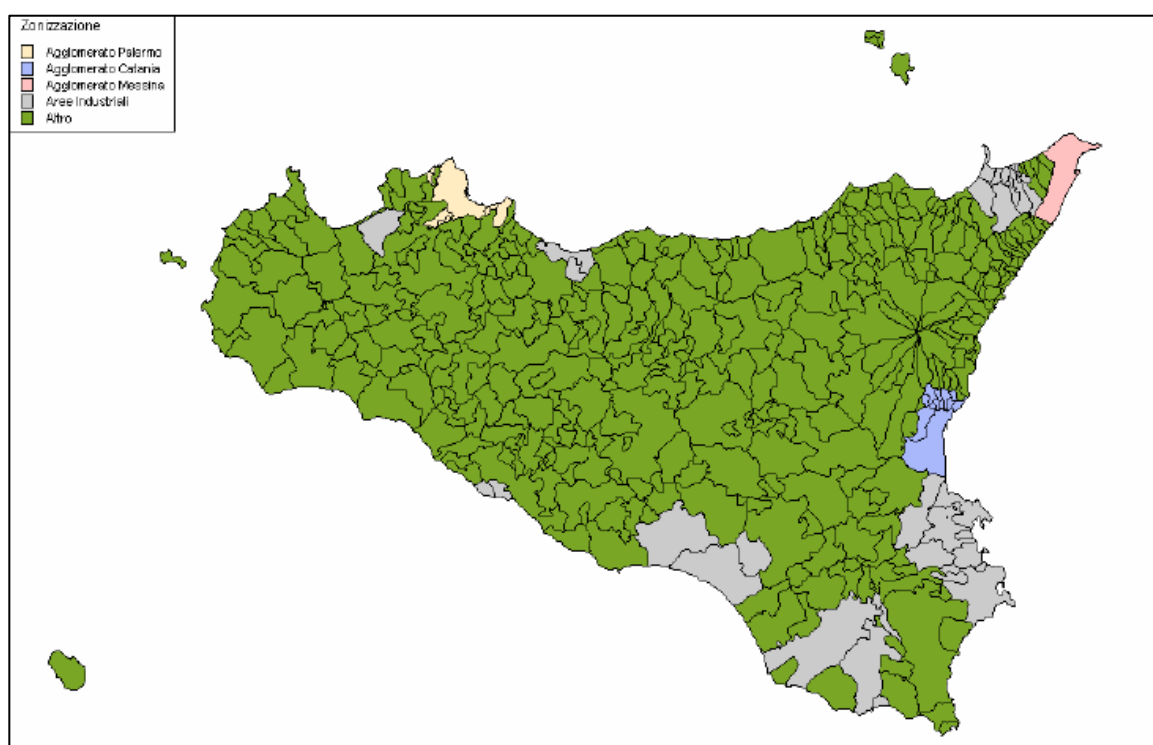 Zonizzazione
Agglomerato Palermo
Agglomerato Catania
Agglomerato Messina
Aree Industriali
Altro